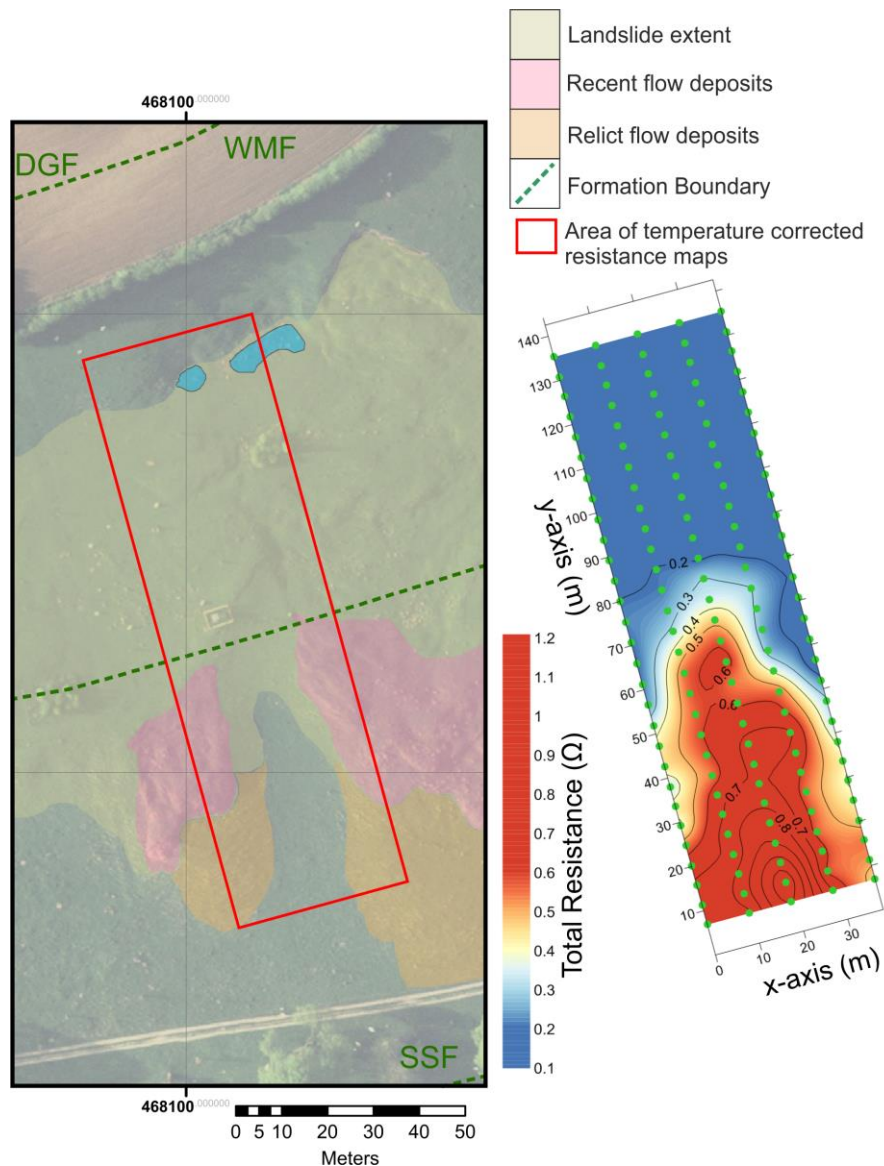 Landslide extent
Recent flow deposits
Relict flow deposits
Formation Boundary
Area of temperature corrected
resistance maps
468100.000000
DGF
WMF
SSF
468100.000000
0 5 10 20 30 40 50
Meters
140
130
120
110
100
90
80
70
60
50
40
30
20
10
y-axis (m)
0.2
0.3
0.4
0.5
0.6
0.6
0.7
0.7
0.8
0 10 20 30
x-axis (m)
1.2
1.1
1
0.9
0.8
0.7
0.6
0.5
0.4
0.3
0.2
0.1
Total Resistance (Ω)